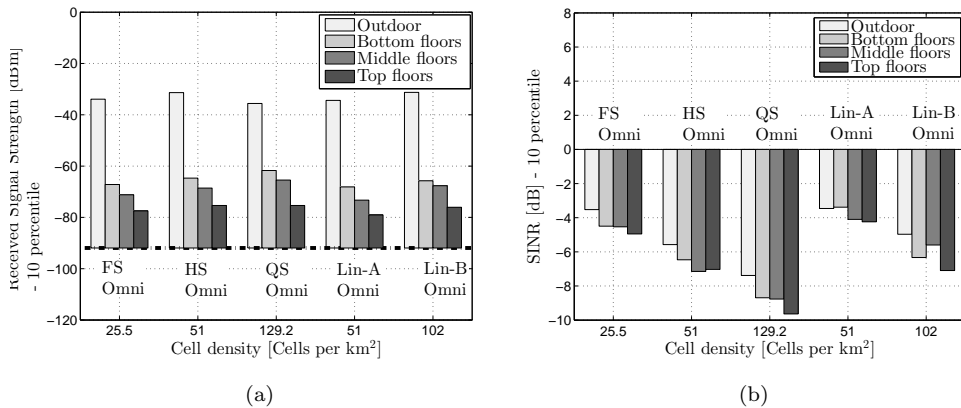 0
−20
−40
−60
−80
−100
−120
Received Signal Strength [dBm]
- 10 percentile
Outdoor
Bottom floors
Middle floors
Top floors
FS
Omni
HS
Omni
QS
Omni
Lin-A
Omni
Lin-B
Omni
25.5
51
129.2
51
102
Cell density [Cells per km²]
(a)
8
6
4
2
0
−2
−4
−6
−8
−10
SINR [dB] - 10 percentile
Outdoor
Bottom floors
Middle floors
Top floors
FS
Omni
HS
Omni
QS
Omni
Lin-A
Omni
Lin-B
Omni
25.5
51
129.2
51
102
Cell density [Cells per km²]
(b)